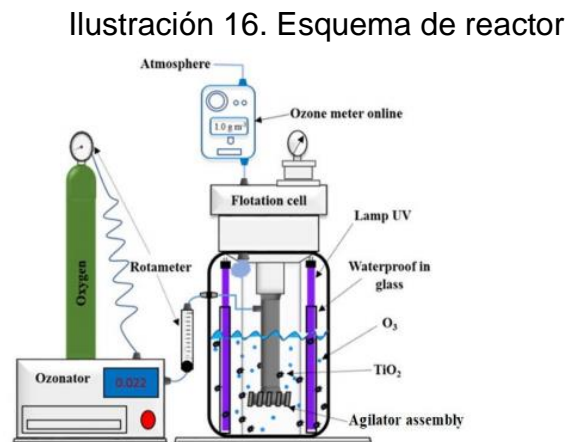 Ilustración 16. Esquema de reactor
Atmosphere
Ozone meter online
1.0 g m³
Flotation cell
Lamp UV
Oxygen
Rotameter
Waterproof in
glass
O₃
TiO₂
Ozonator
0.022
Agilator assembly